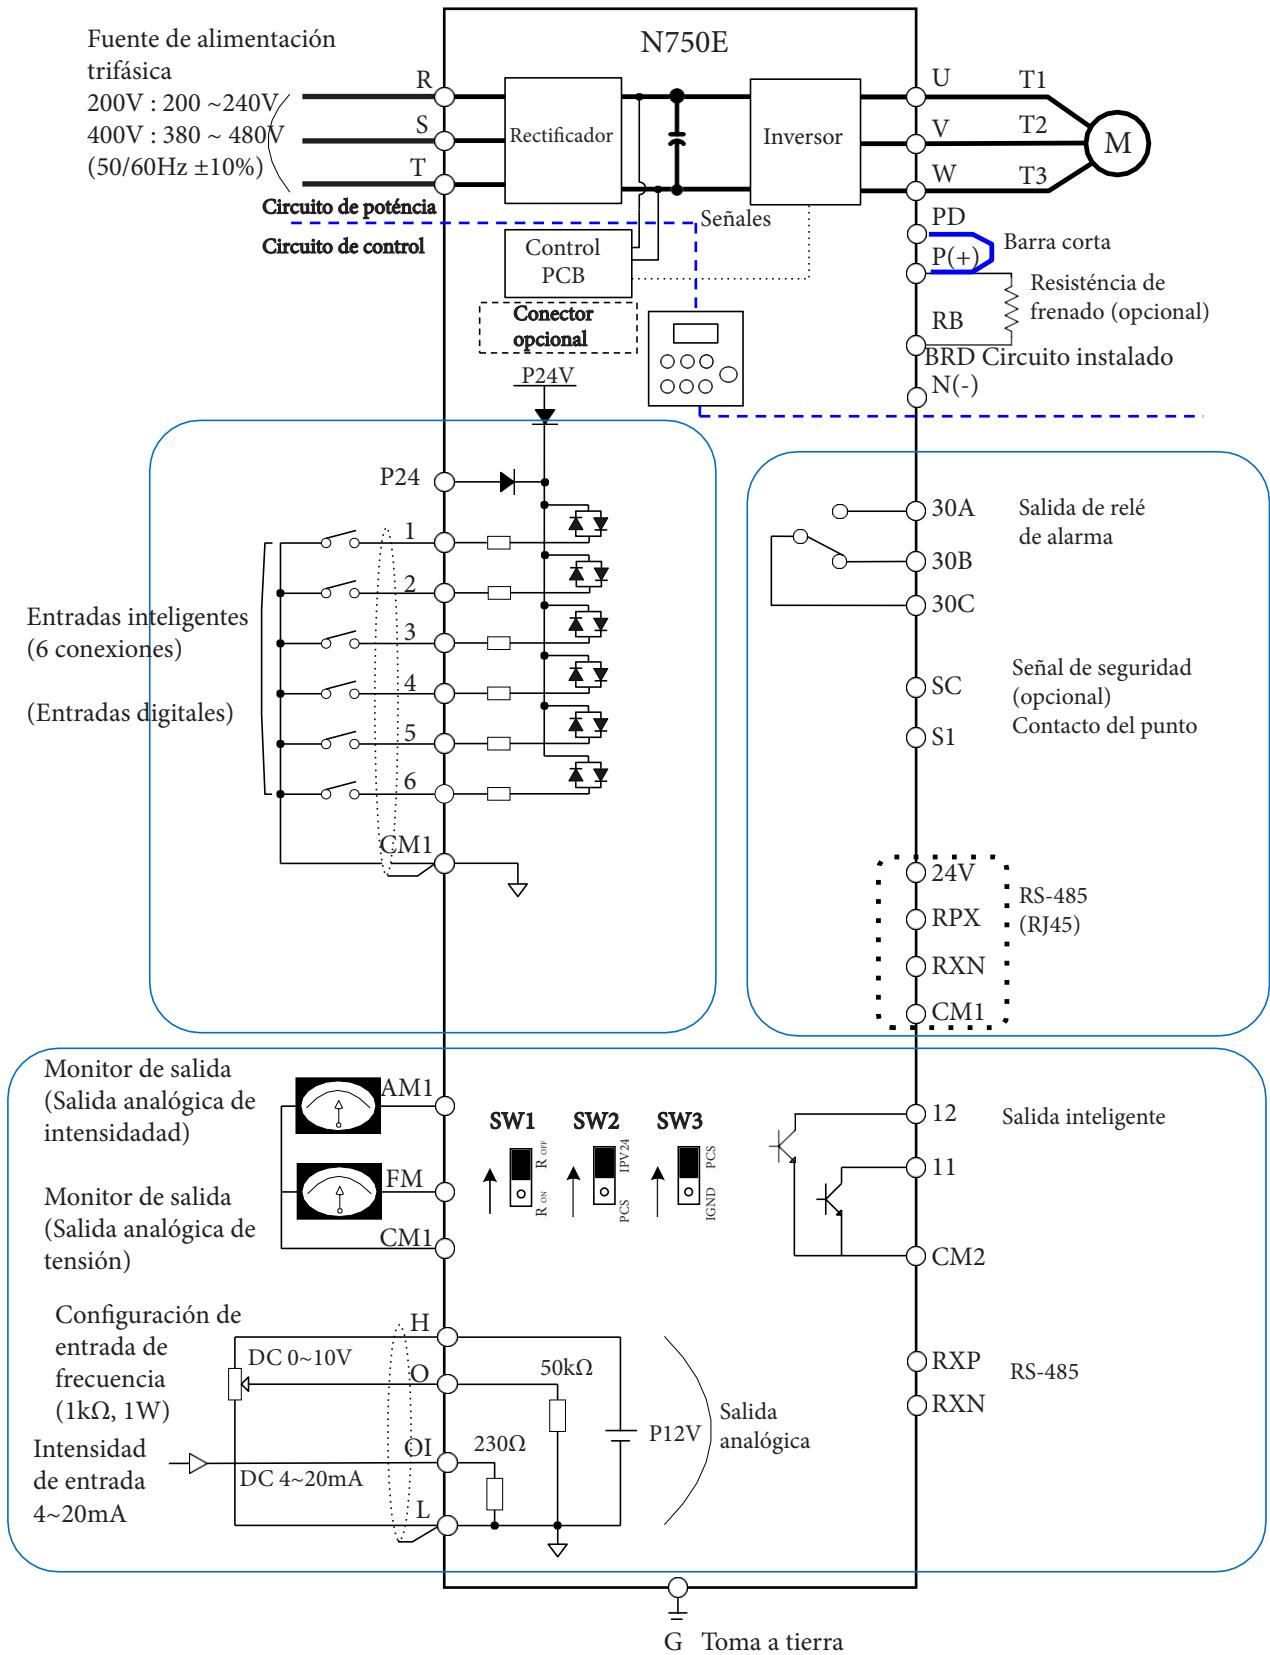 N750E
Fuente de alimentación
trifásica
200V : 200 ~240V
400V : 380 ~ 480V
(50/60Hz ±10%)
R
S
T
Rectificador
Inversor
U
V
W
T1
T2
T3
M
Circuito de poténcia
Circuito de control
Señales
Control
PCB
Conector
opcional
PD
P(+)
Barra corta
Resisténcia de
frenado (opcional)
RB
BRD Circuito instalado
N(-)
P24V
P24
1
2
3
4
5
6
CM1
Entradas inteligentes
(6 conexiones)
(Entradas digitales)
30A
30B
30C
Salida de relé
de alarma
SC
S1
Señal de seguridad
(opcional)
Contacto del punto
24V
RPX
RXN
CM1
RS-485
(RJ45)
Monitor de salida
(Salida analógica de
intensidadad)
AM1
Monitor de salida
(Salida analógica de
tensión)
FM
CM1
SW1
R OFF
R ON
SW2
IPV24
PCS
SW3
PCS
IGND
12
11
CM2
Salida inteligente
Configuración de
entrada de
frecuencia
(1kΩ, 1W)
DC 0~10V
H
O
OI
L
50kΩ
230Ω
P12V
Salida
analógica
Intensidad
de entrada
4~20mA
DC 4~20mA
RXP
RXN
RS-485
G Toma a tierra